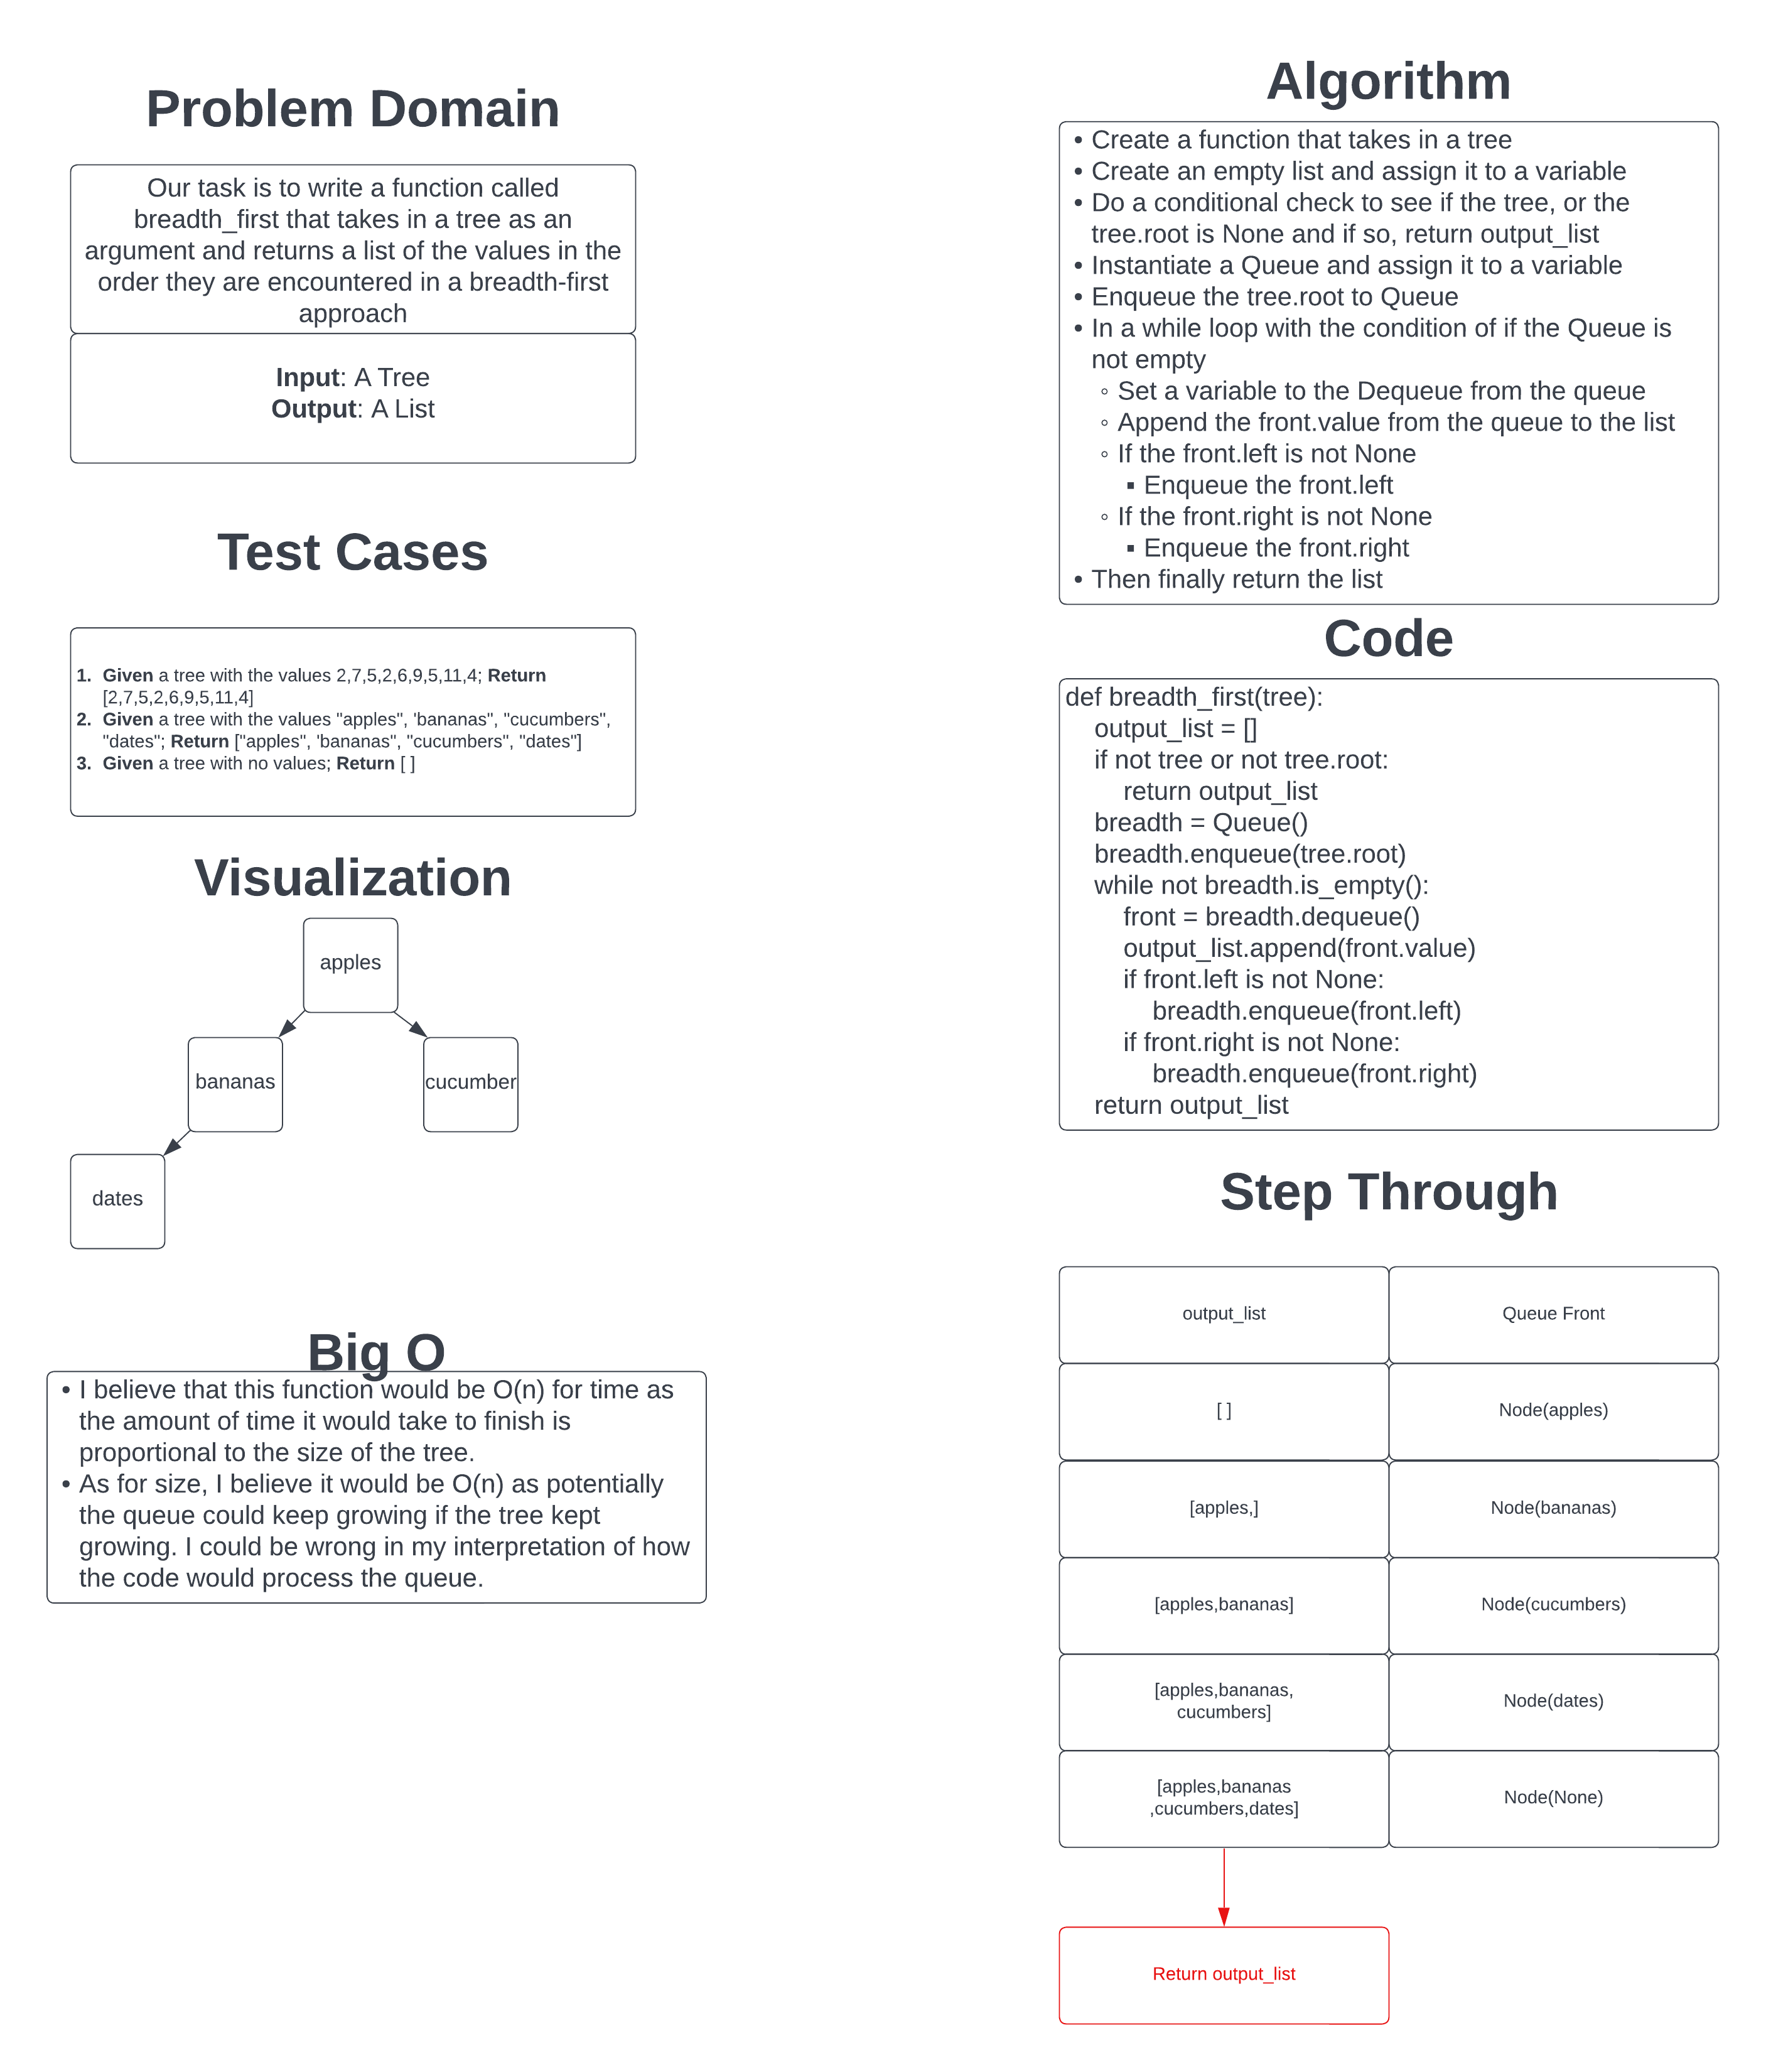 Problem Domain
Our task is to write a function called
breadth_first that takes in a tree as an
argument and returns a list of the values in the
order they are encountered in a breadth-first
approach
Input: A Tree
Output: A List
Test Cases
1. Given a tree with the values 2,7,5,2,6,9,5,11,4; Return
[2,7,5,2,6,9,5,11,4]
2. Given a tree with the values "apples", 'bananas", "cucumbers",
"dates"; Return ["apples", 'bananas", "cucumbers", "dates"]
3. Given a tree with no values; Return [ ]
Visualization
apples
bananas
cucumber
dates
Big O
• I believe that this function would be O(n) for time as
the amount of time it would take to finish is
proportional to the size of the tree.
• As for size, I believe it would be O(n) as potentially
the queue could keep growing if the tree kept
growing. I could be wrong in my interpretation of how
the code would process the queue.
Algorithm
• Create a function that takes in a tree
• Create an empty list and assign it to a variable
• Do a conditional check to see if the tree, or the
tree.root is None and if so, return output_list
• Instantiate a Queue and assign it to a variable
• Enqueue the tree.root to Queue
• In a while loop with the condition of if the Queue is
not empty
◦ Set a variable to the Dequeue from the queue
◦ Append the front.value from the queue to the list
◦ If the front.left is not None
▪ Enqueue the front.left
◦ If the front.right is not None
▪ Enqueue the front.right
• Then finally return the list
Code
def breadth_first(tree):
    output_list = []
    if not tree or not tree.root:
        return output_list
    breadth = Queue()
    breadth.enqueue(tree.root)
    while not breadth.is_empty():
        front = breadth.dequeue()
        output_list.append(front.value)
        if front.left is not None:
            breadth.enqueue(front.left)
        if front.right is not None:
            breadth.enqueue(front.right)
    return output_list
Step Through
output_list
Queue Front
[ ]
Node(apples)
[apples,]
Node(bananas)
[apples,bananas]
Node(cucumbers)
[apples,bananas,
cucumbers]
Node(dates)
[apples,bananas
,cucumbers,dates]
Node(None)
Return output_list